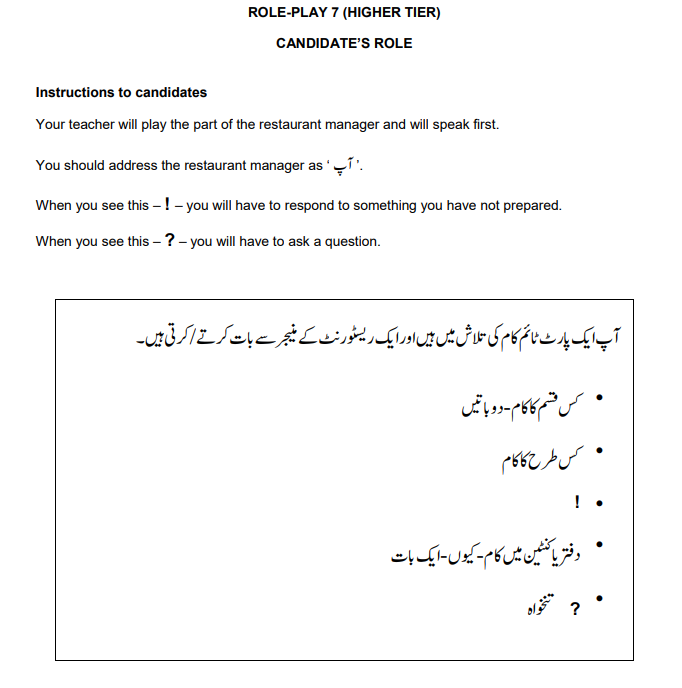 ROLE-PLAY 7 (HIGHER TIER)
CANDIDATE'S ROLE
Instructions to candidates
Your teacher will play the part of the restaurant manager and will speak first.
You should address the restaurant manager as ‘ آپ ’.
When you see this – ! – you will have to respond to something you have not prepared.
When you see this – ? – you will have to ask a question.
آپ ایک پارٹ ٹائم کام کی تلاش میں ہیں اور ایک ریسٹورنٹ کے منیجر سے بات کرتے/کرتی ہیں۔
• کس قسم کا کام-دو باتیں
• کس طرح کا کام
• !
• دفتر یا کنٹین میں کام-کیوں-ایک بات
• ? تنخواہ